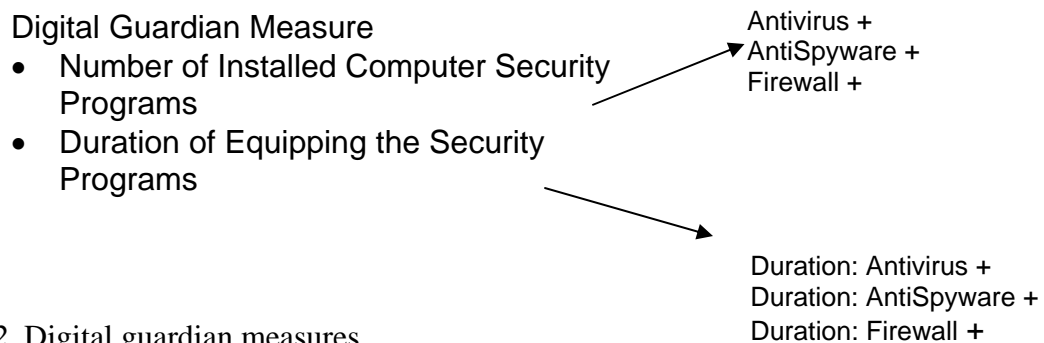 Digital Guardian Measure
• Number of Installed Computer Security
Programs
• Duration of Equipping the Security
Programs
Antivirus +
AntiSpyware +
Firewall +
Duration: Antivirus +
Duration: AntiSpyware +
Duration: Firewall +
2. Digital guardian measures